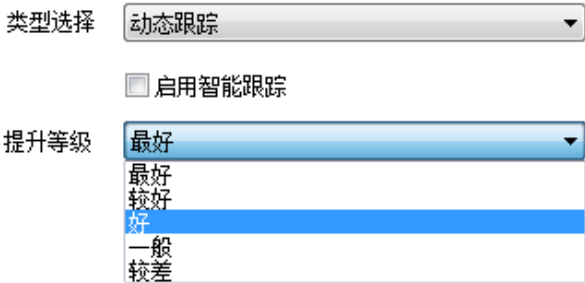 类型选择 动态跟踪
启用智能跟踪
提升等级 最好
最好
较好
好
一般
较差